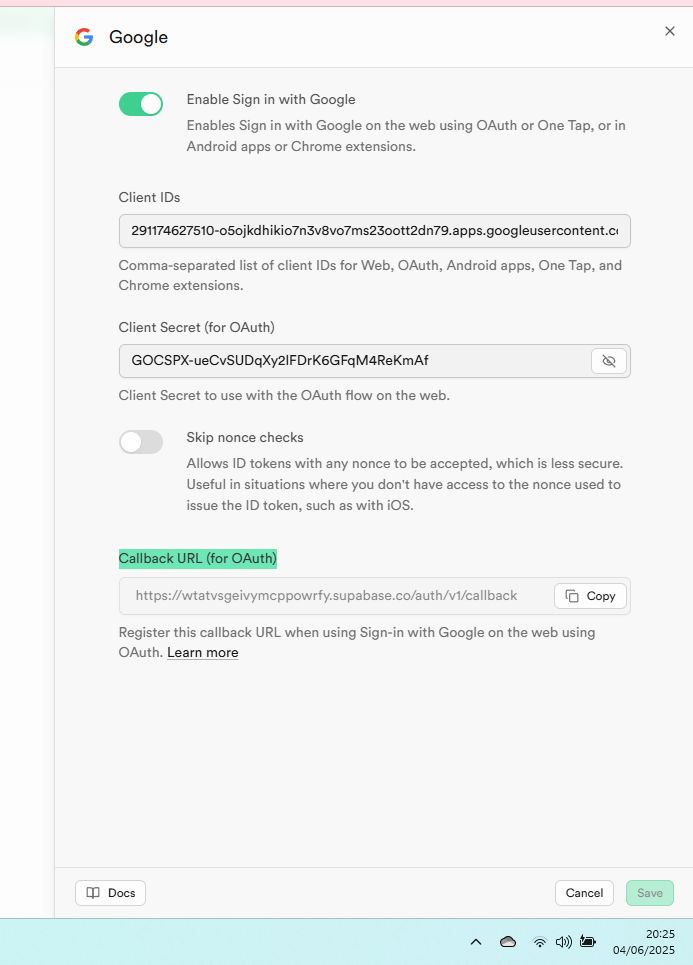 Google
Enable Sign in with Google
Enables Sign in with Google on the web using OAuth or One Tap, or in
Android apps or Chrome extensions.
Client IDs
291174627510-o5ojkdhikio7n3v8vo7ms23oott2dn79.apps.googleusercontent.co
Comma-separated list of client IDs for Web, OAuth, Android apps, One Tap, and
Chrome extensions.
Client Secret (for OAuth)
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
Client Secret to use with the OAuth flow on the web.
Skip nonce checks
Allows ID tokens with any nonce to be accepted, which is less secure.
Useful in situations where you don't have access to the nonce used to
issue the ID token, such as with iOS.
Callback URL (for OAuth)
https://wtatvsgeivymcppowrfy.supabase.co/auth/v1/callback
Copy
Register this callback URL when using Sign-in with Google on the web using
OAuth. Learn more
Docs
Cancel
Save
20:25
04/06/2025